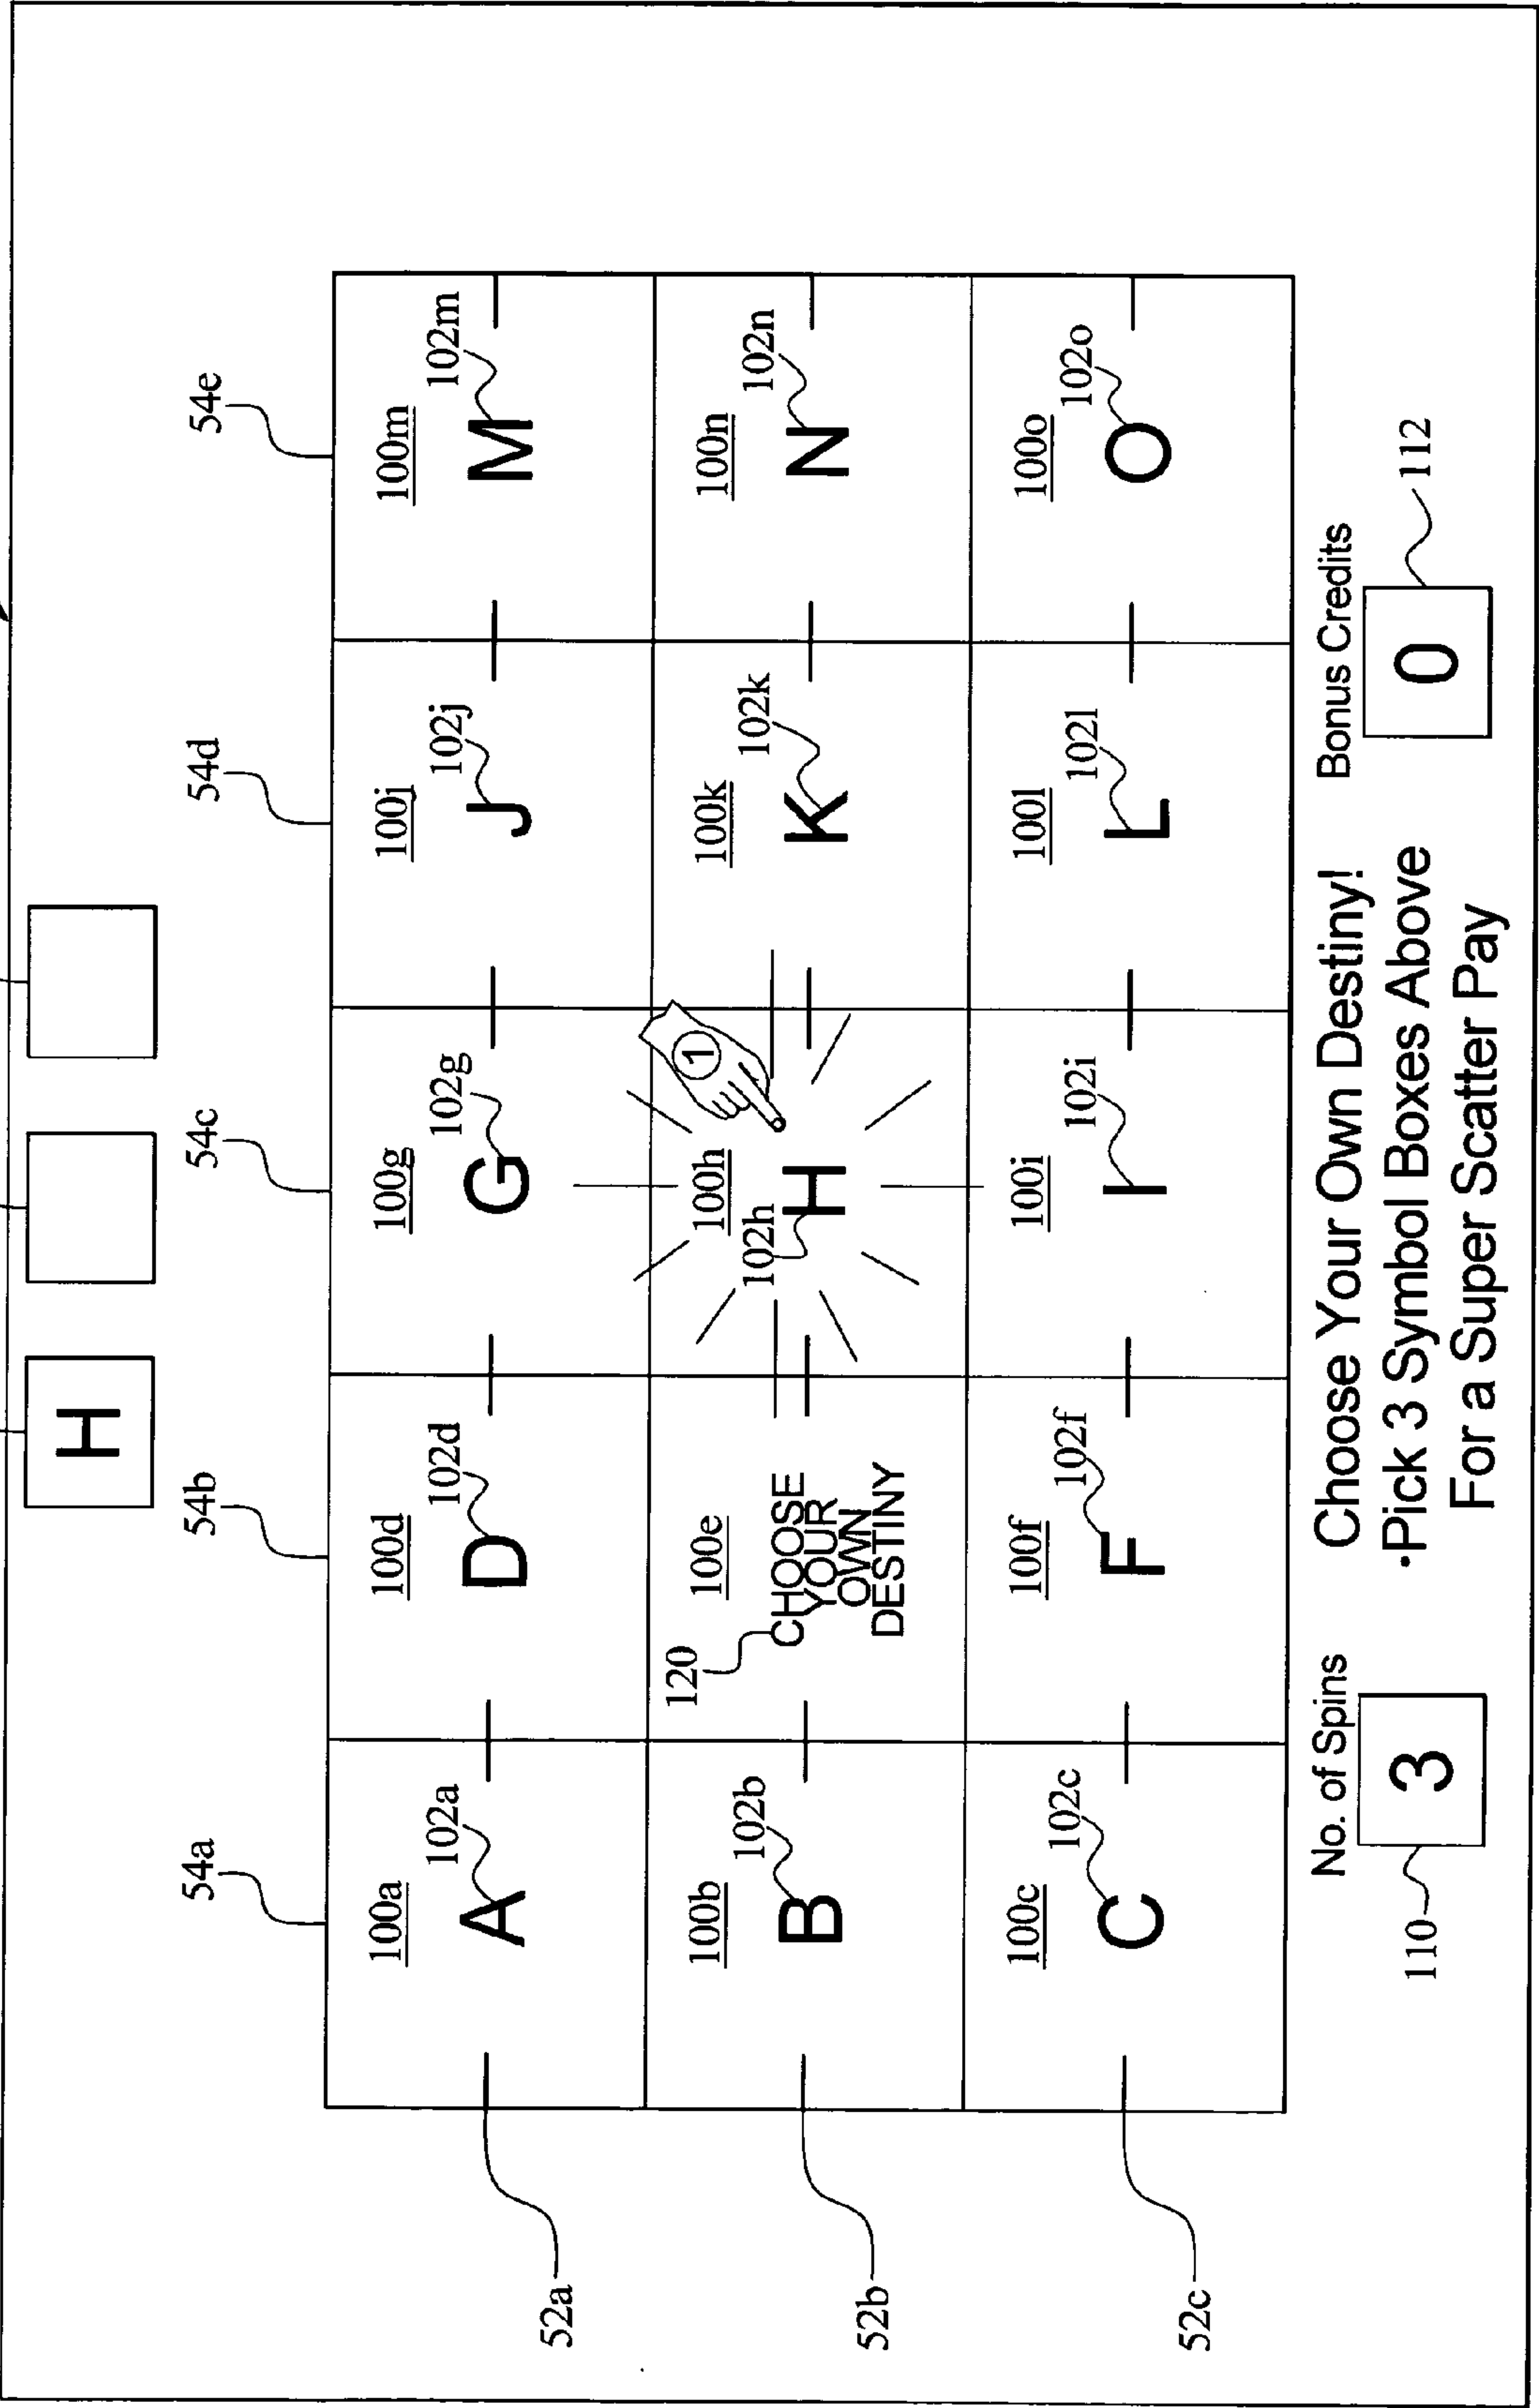 H
54a 54b 54c 54d 54e
100a 100d 100g 100j 100m
A 102a D 102d G 102g J 102j M 102m
52a
120
100b 100e 100h 100k 100n
B 102b CHOOSE 102h H 1 K 102k N 102n
YOUR
OWN
DESTINY
52b
100c 100f 100i 100l 100o
C 102c F 102f I 102i L 102l O 102o
52c
No. of Spins
3
110
Choose Your Own Destiny!
·Pick 3 Symbol Boxes Above
For a Super Scatter Pay
Bonus Credits
0
112